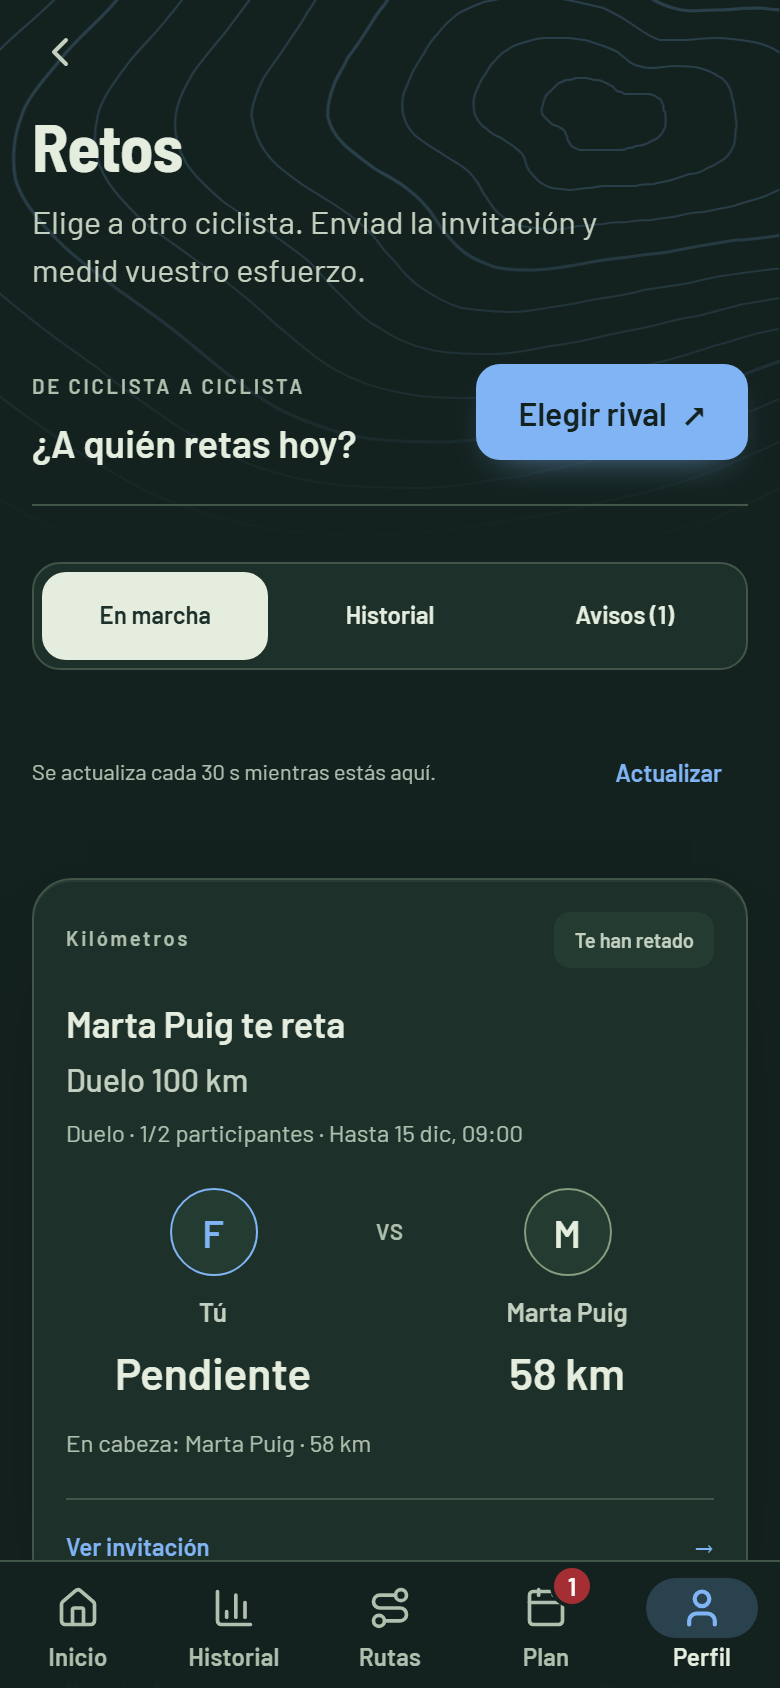 Retos
Elige a otro ciclista. Enviad la invitación y
medid vuestro esfuerzo.
DE CICLISTA A CICLISTA
¿A quién retas hoy?
Elegir rival ↗
En marcha
Historial
Avisos (1)
Se actualiza cada 30 s mientras estás aquí.
Actualizar
Kilómetros
Te han retado
Marta Puig te reta
Duelo 100 km
Duelo · 1/2 participantes · Hasta 15 dic, 09:00
F
VS
M
Tú
Marta Puig
Pendiente
58 km
En cabeza: Marta Puig · 58 km
Ver invitación →
1
Inicio
Historial
Rutas
Plan
Perfil